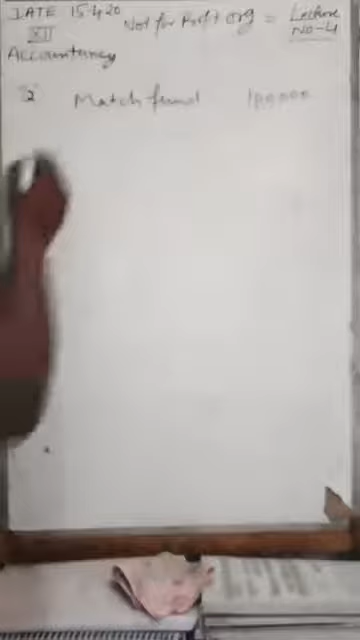 DATE 15.4.20 Not for Profit org = Lecture
XII NO-4
Accountancy
2 Match fund 100000